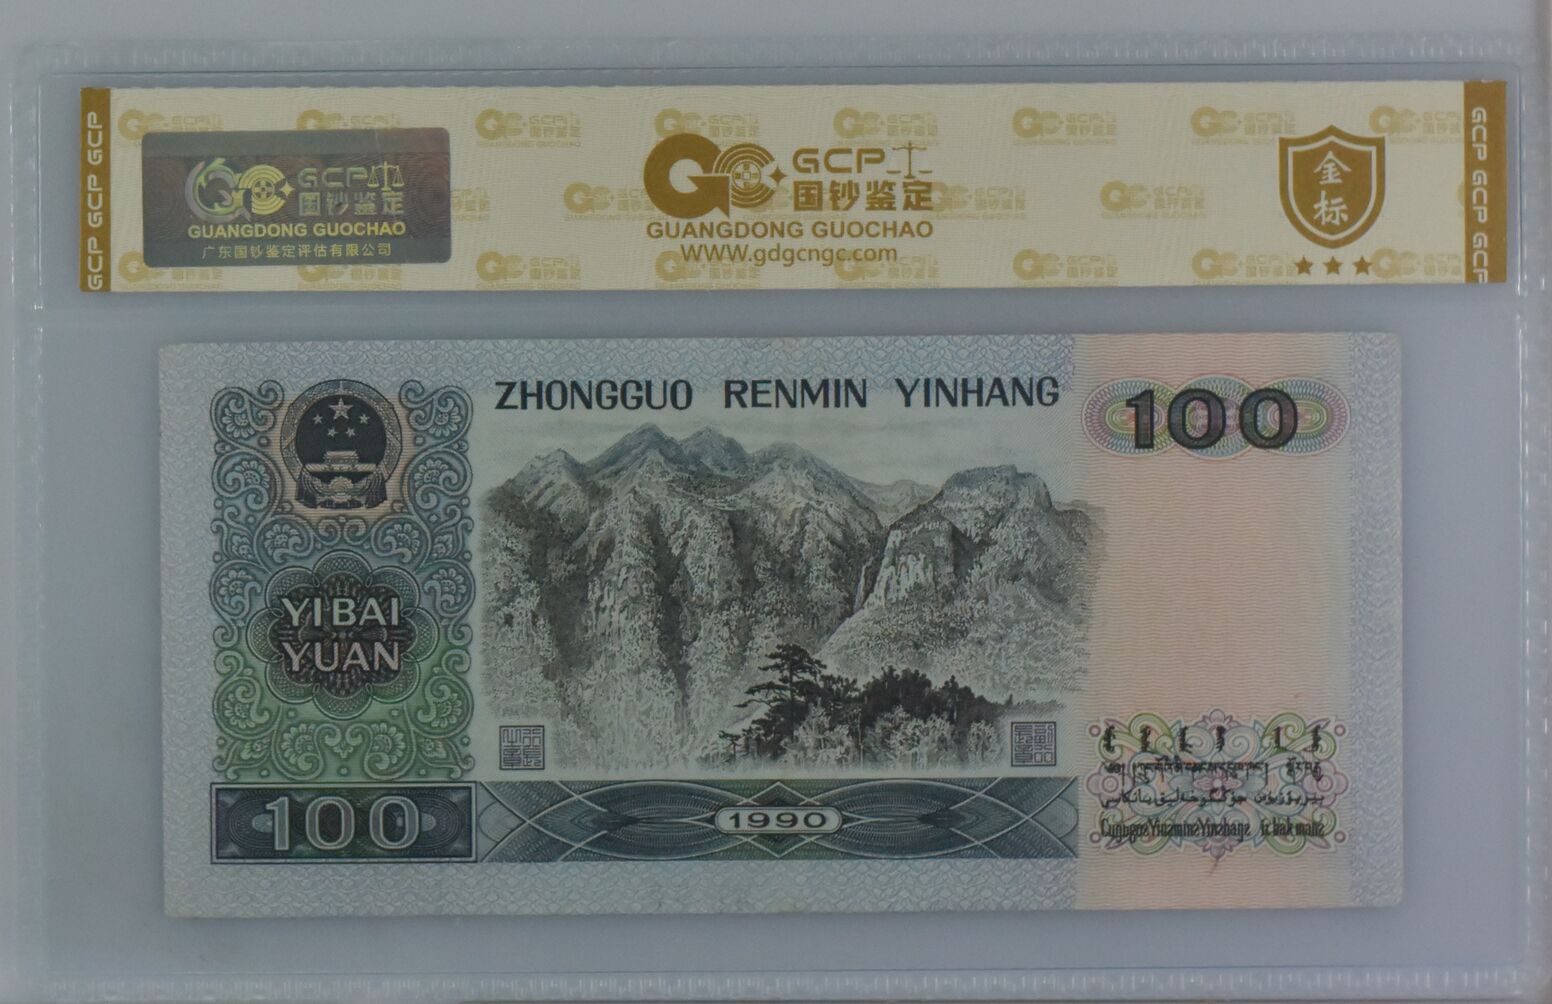 GCP GCP GCP
GCP
国钞鉴定
GUANGDONG GUOCHAO
广东国钞鉴定评估有限公司
GCP
国钞鉴定
GUANGDONG GUOCHAO
WWW.gdgcngc.com
金标
GCP GCP GCP
ZHONGGUO RENMIN YINHANG
100
YIBAI
YUAN
100
1990